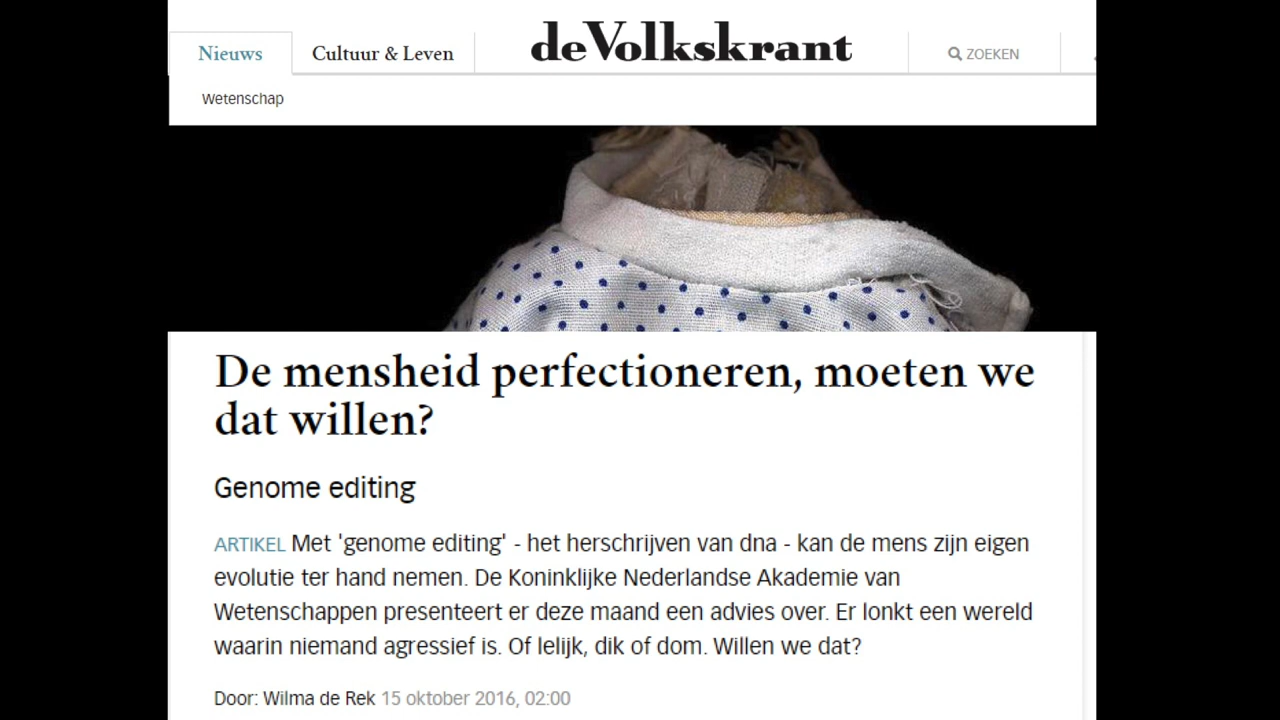 Nieuws
Cultuur & Leven
de Volkskrant
ZOEKEN
Wetenschap
De mensheid perfectioneren, moeten we
dat willen?
Genome editing
ARTIKEL Met 'genome editing' - het herschrijven van dna - kan de mens zijn eigen
evolutie ter hand nemen. De Koninklijke Nederlandse Akademie van
Wetenschappen presenteert er deze maand een advies over. Er lonkt een wereld
waarin niemand agressief is. Of lelijk, dik of dom. Willen we dat?
Door: Wilma de Rek 15 oktober 2016, 02:00